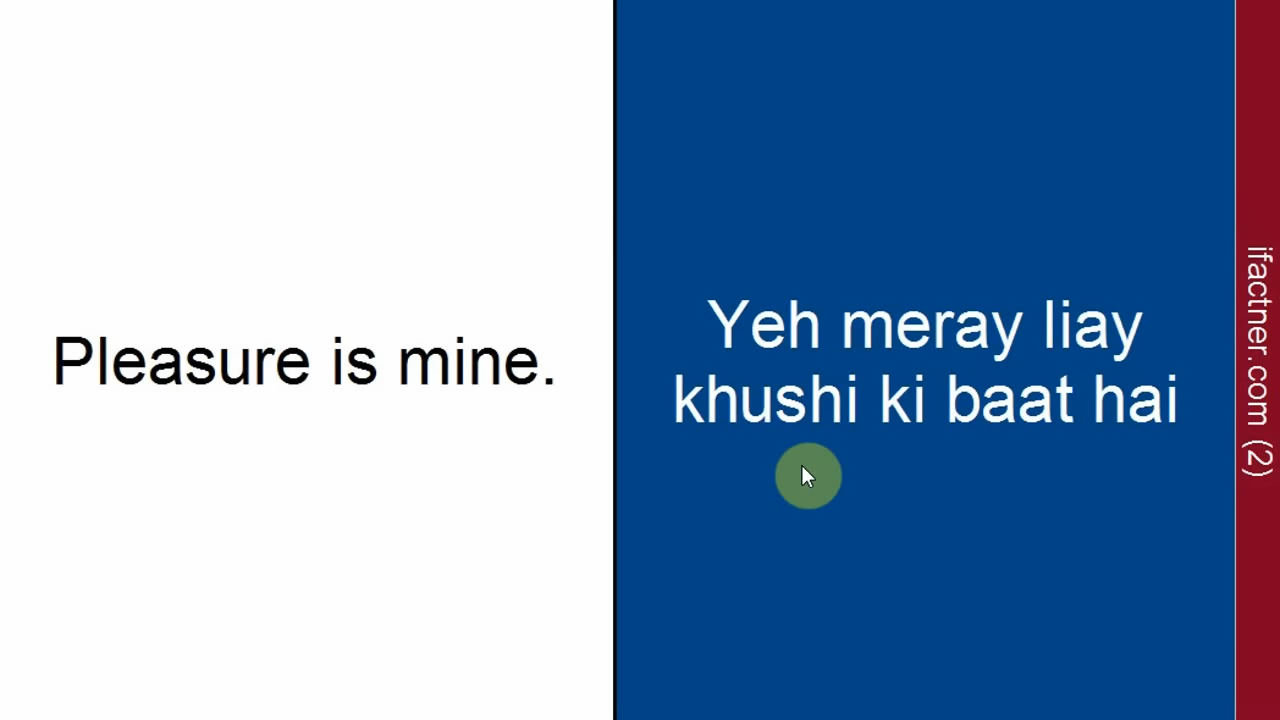 Pleasure is mine.
Yeh meray liay
khushi ki baat hai
ifactner.com (2)